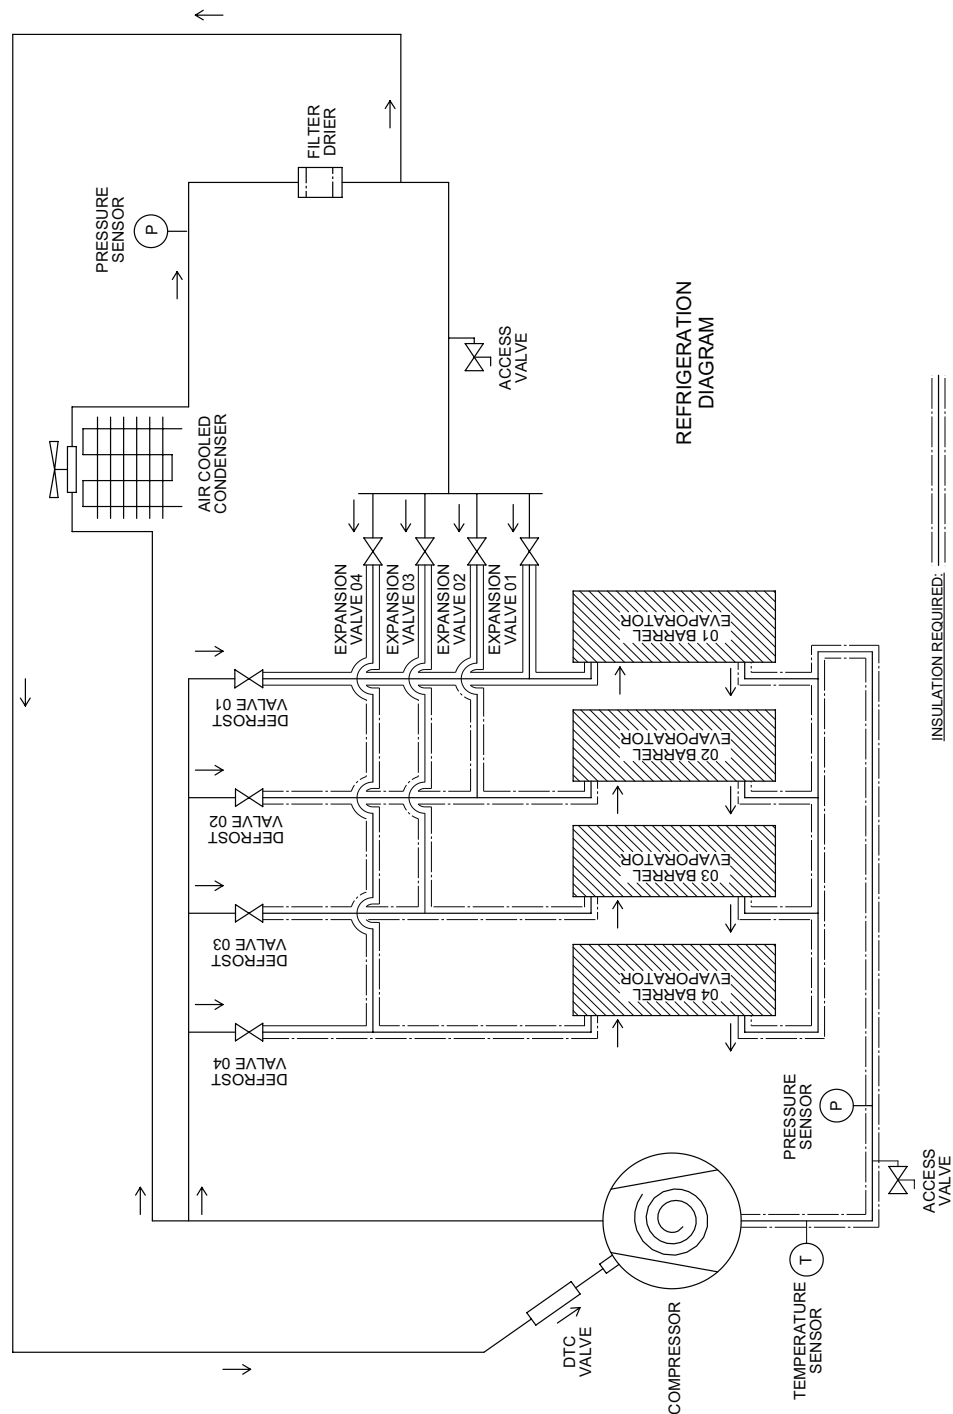 REFRIGERATION
DIAGRAM
PRESSURE
SENSOR
P
FILTER
DRIER
AIR COOLED
CONDENSER
ACCESS
VALVE
EXPANSION
VALVE 04
EXPANSION
VALVE 03
EXPANSION
VALVE 02
EXPANSION
VALVE 01
DEFROST
VALVE 01
DEFROST
VALVE 02
DEFROST
VALVE 03
DEFROST
VALVE 04
01 BARREL
EVAPORATOR
02 BARREL
EVAPORATOR
03 BARREL
EVAPORATOR
04 BARREL
EVAPORATOR
PRESSURE
SENSOR
P
ACCESS
VALVE
T
TEMPERATURE
SENSOR
COMPRESSOR
DTC
VALVE
INSULATION REQUIRED: